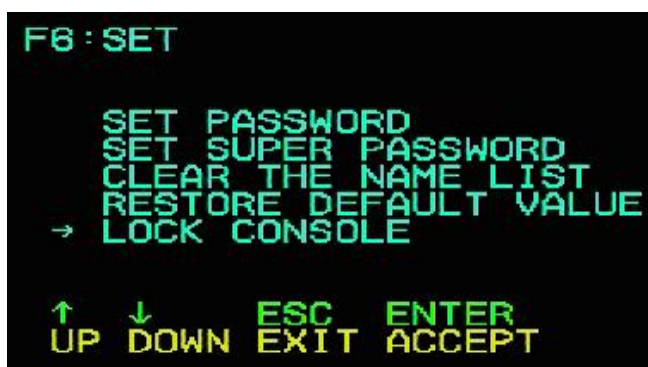 F6:SET
SET PASSWORD
SET SUPER PASSWORD
CLEAR THE NAME LIST
RESTORE DEFAULT VALUE
→ LOCK CONSOLE
↑ ↓ ESC ENTER
UP DOWN EXIT ACCEPT